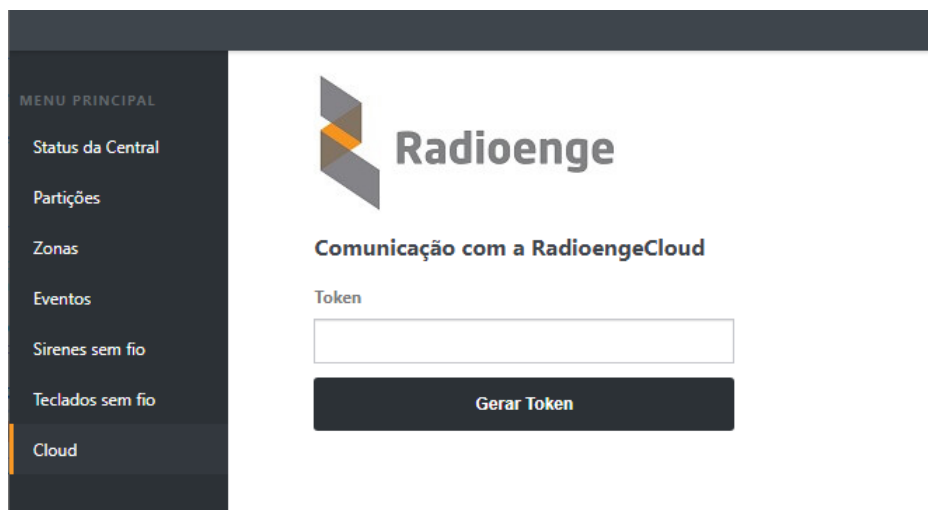 MENU PRINCIPAL
Status da Central
Partições
Zonas
Eventos
Sirenes sem fio
Teclados sem fio
Cloud
Radioenge
Comunicação com a RadioengeCloud
Token
Gerar Token